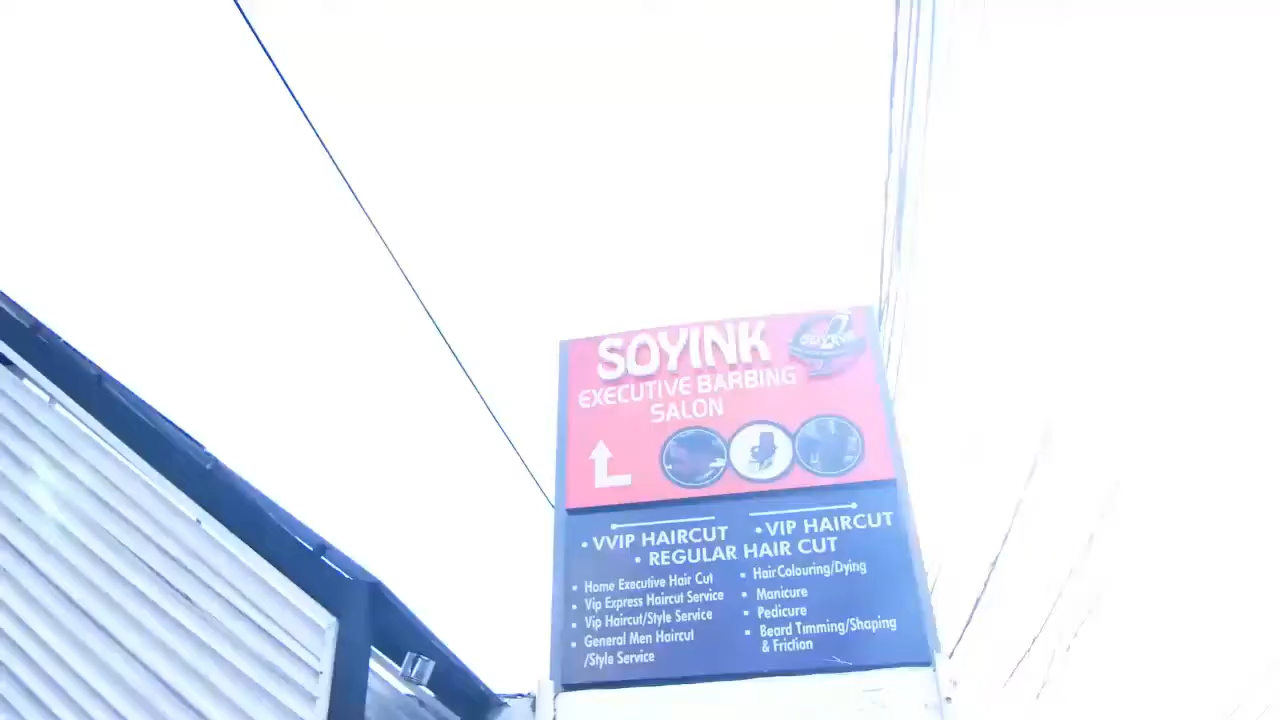 SOYINK
EXECUTIVE BARBING
SALON
• VVIP HAIRCUT
• VIP HAIRCUT
• REGULAR HAIR CUT
• Home Executive Hair Cut
• Vip Express Haircut Service
• Vip Haircut/Style Service
• General Men Haircut
/Style Service
• Hair Colouring/Dying
• Manicure
• Pedicure
• Beard Timming/Shaping
& Friction